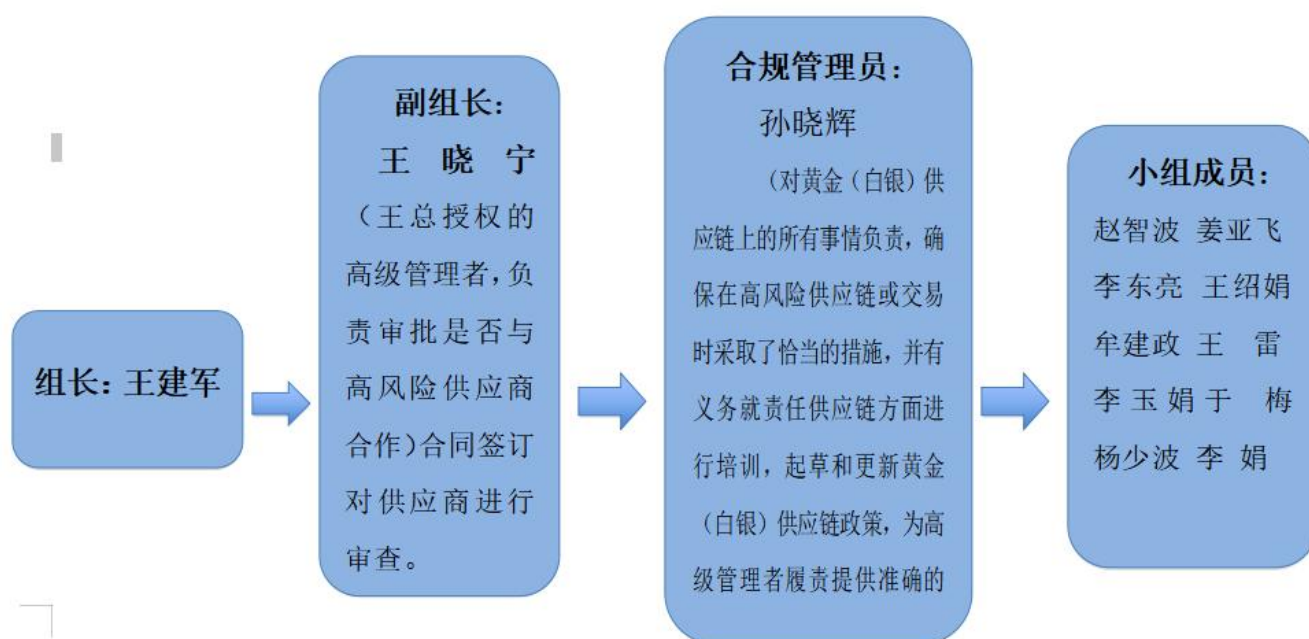 组长：王建军
副组长：
王 晓 宁
（王总授权的
高级管理者，负
责审批是否与
高风险供应商
合作）合同签订
对供应商进行
审查。
合规管理员：
孙晓辉
（对黄金（白银）供
应链上的所有事情负责，确
保在高风险供应链或交易
时采取了恰当的措施，并有
义务就责任供应链方面进
行培训，起草和更新黄金
（白银）供应链政策，为高
级管理者履责提供准确的
小组成员：
赵智波 姜亚飞
李东亮 王绍娟
牟建政 王 雷
李玉娟 于 梅
杨少波 李 娟